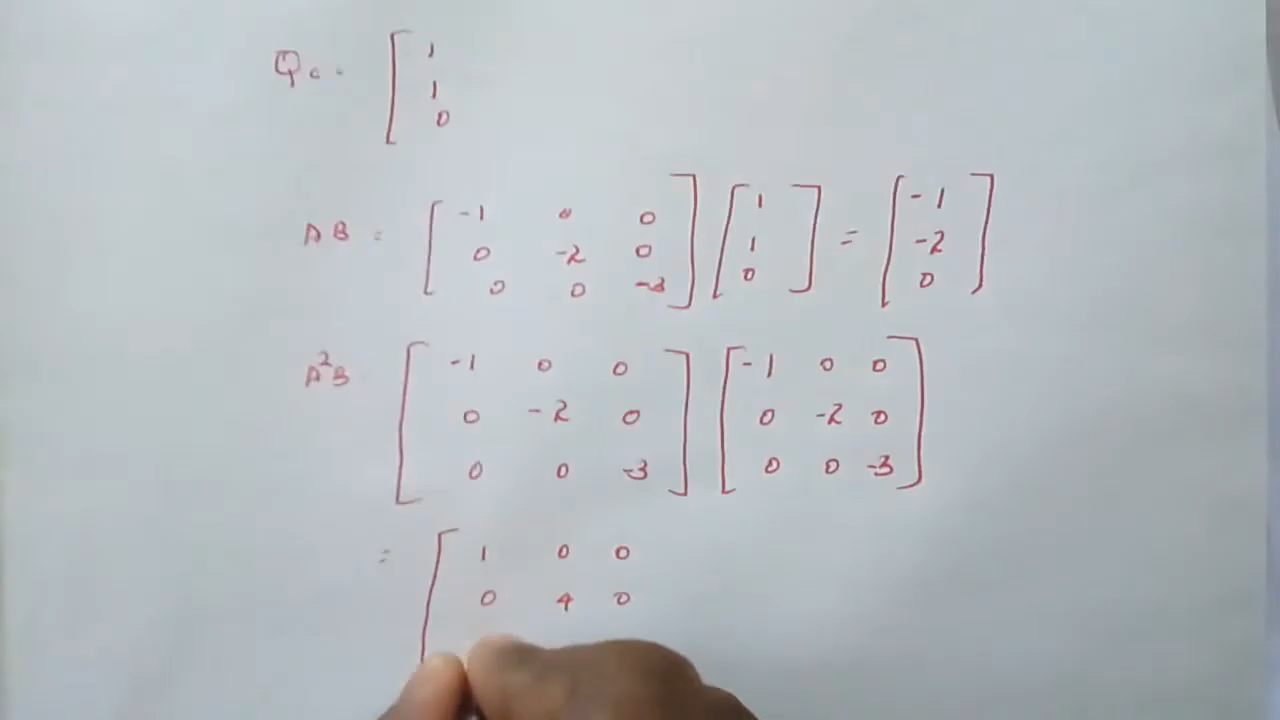 Qc = [ 1
1
0
AB = [ -1 0 0 ] [ 1 ] = [ -1 ]
0 -2 0 1 -2
0 0 -3 0 0
A²B = [ -1 0 0 ] [ -1 0 0 ]
0 -2 0 0 -2 0
0 0 -3 0 0 -3
= [ 1 0 0
0 4 0